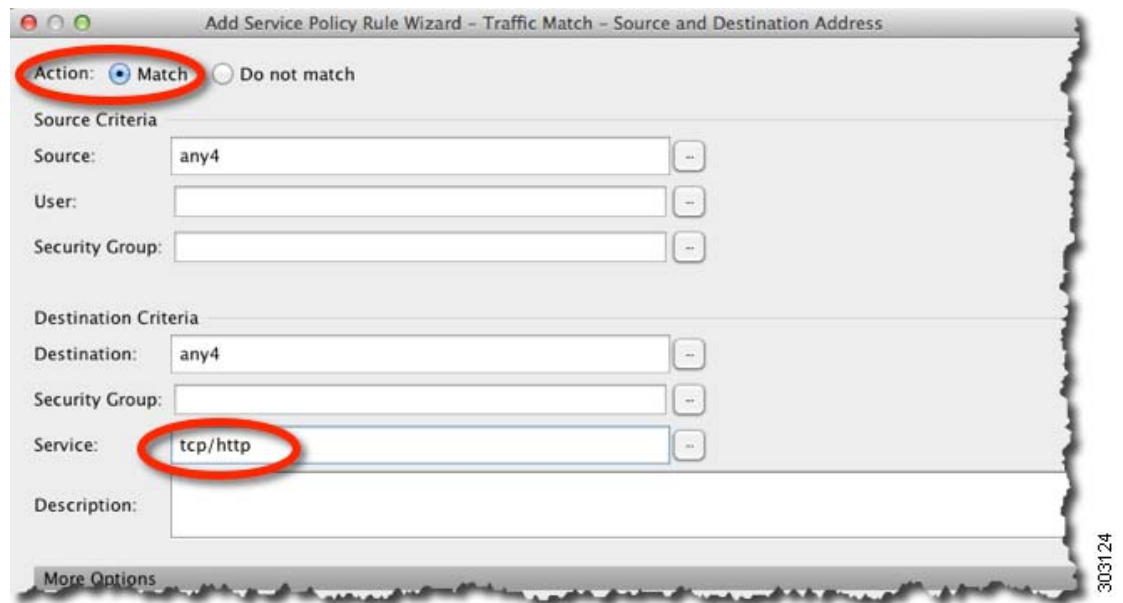 Add Service Policy Rule Wizard – Traffic Match – Source and Destination Address
Action: Match Do not match
Source Criteria
Source: any4 ...
User: ...
Security Group: ...
Destination Criteria
Destination: any4 ...
Security Group: ...
Service: tcp/http ...
Description:
More Options
303124